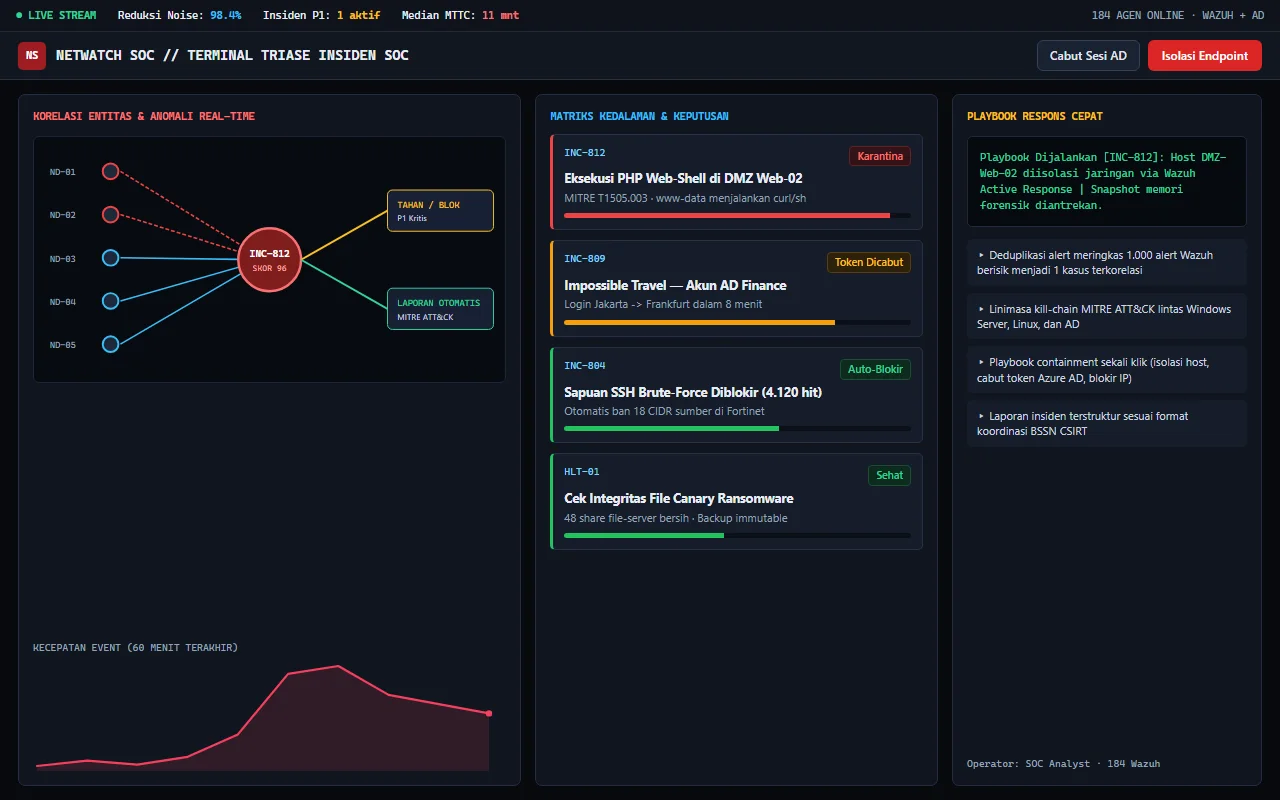 ● LIVE STREAM Reduksi Noise: 98.4% Insiden P1: 1 aktif Median MTTC: 11 mnt 184 AGEN ONLINE · WAZUH + AD
NS NETWATCH SOC // TERMINAL TRIASE INSIDEN SOC Cabut Sesi AD Isolasi Endpoint
KORELASI ENTITAS & ANOMALI REAL-TIME
ND-01
ND-02
ND-03
ND-04
ND-05
INC-812
SKOR 96
TAHAN / BLOK
P1 Kritis
LAPORAN OTOMATIS
MITRE ATT&CK
KECEPATAN EVENT (60 MENIT TERAKHIR)
MATRIKS KEDALAMAN & KEPUTUSAN
INC-812 Karantina
Eksekusi PHP Web-Shell di DMZ Web-02
MITRE T1505.003 · www-data menjalankan curl/sh
INC-809 Token Dicabut
Impossible Travel — Akun AD Finance
Login Jakarta -> Frankfurt dalam 8 menit
INC-804 Auto-Blokir
Sapuan SSH Brute-Force Diblokir (4.120 hit)
Otomatis ban 18 CIDR sumber di Fortinet
HLT-01 Sehat
Cek Integritas File Canary Ransomware
48 share file-server bersih · Backup immutable
PLAYBOOK RESPONS CEPAT
Playbook Dijalankan [INC-812]: Host DMZ-
Web-02 diisolasi jaringan via Wazuh
Active Response | Snapshot memori
forensik diantrekan.
‣ Deduplikasi alert meringkas 1.000 alert Wazuh
berisik menjadi 1 kasus terkorelasi
‣ Linimasa kill-chain MITRE ATT&CK lintas Windows
Server, Linux, dan AD
‣ Playbook containment sekali klik (isolasi host,
cabut token Azure AD, blokir IP)
‣ Laporan insiden terstruktur sesuai format
koordinasi BSSN CSIRT
Operator: SOC Analyst · 184 Wazuh